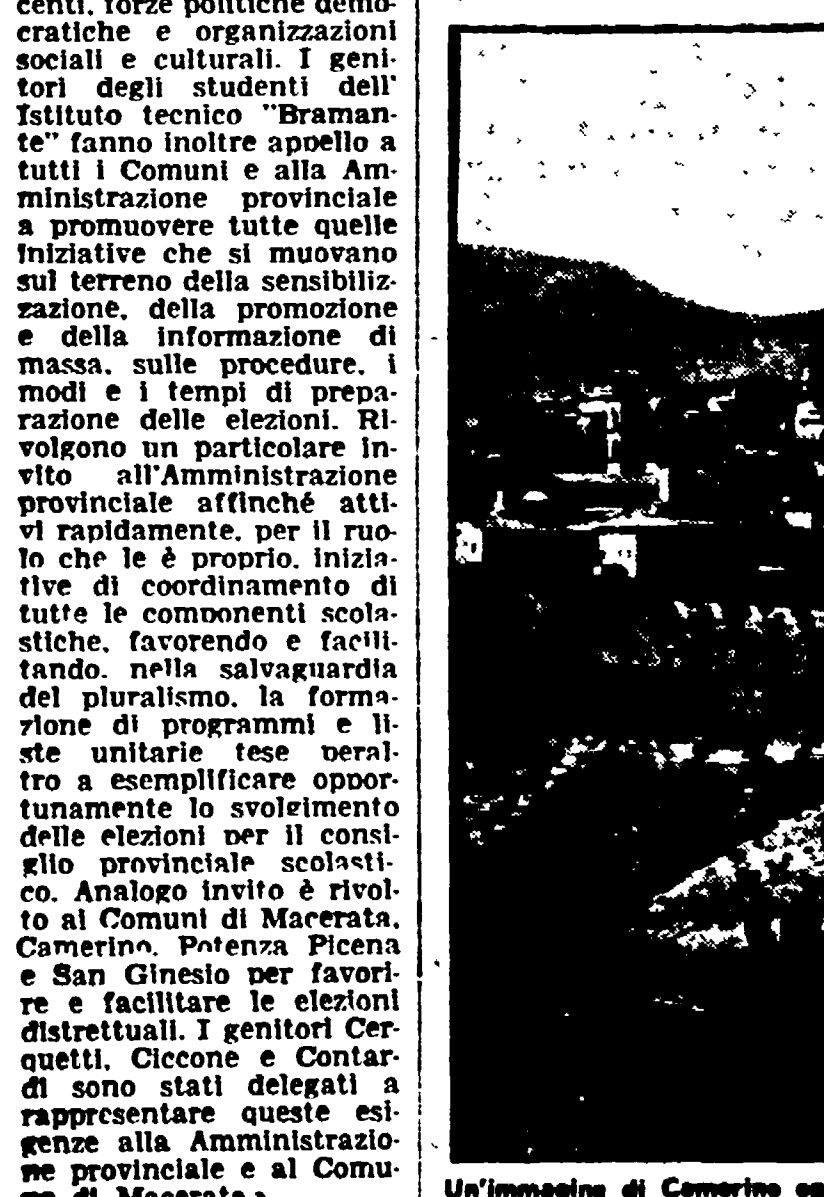 centi, forze politiche demo-
cratiche e organizzazioni
sociali e culturali. I geni-
tori degli studenti dell'
Istituto tecnico "Braman-
te" fanno inoltre appello a
tutti i Comuni e alla Am-
ministrazione provinciale
a promuovere tutte quelle
iniziative che si muovano
sul terreno della sensibiliz-
zazione, della promozione
e della informazione di
massa, sulle procedure, i
modi e i tempi di prepa-
razione delle elezioni. Ri-
volgono un particolare in-
vito all'Amministrazione
provinciale affinché atti-
vi rapidamente, per il ruo-
lo che le è proprio, inizia-
tive di coordinamento di
tutte le componenti scola-
stiche, favorendo e facili-
tando, nella salvaguardia
del pluralismo, la forma-
zione di programmi e li-
ste unitarie tese peral-
tro a esemplificare oppor-
tunamente lo svolgimento
delle elezioni per il consi-
glio provinciale scolasti-
co. Analogo invito è rivol-
to ai Comuni di Macerata,
Camerino, Potenza Picena
e San Ginesio per favori-
re e facilitare le elezioni
distrettuali. I genitori Cer-
quetti, Ciccone e Contar-
di sono stati delegati a
rappresentare queste esi-
genze alla Amministrazio-
ne provinciale e al Comu-
ne di Macerata.»
Un'immagine di Camerino